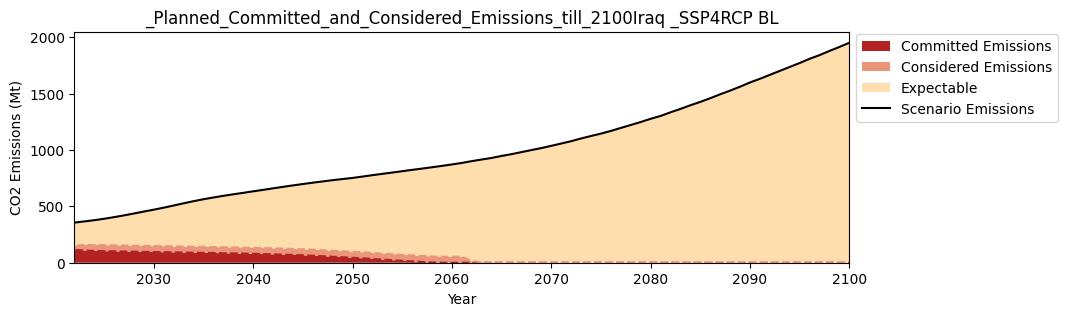 _Planned_Committed_and_Considered_Emissions_till_2100Iraq _SSP4RCP BL
2000
1500
1000
500
0
CO2 Emissions (Mt)
2030 2040 2050 2060 2070 2080 2090 2100
Year
Committed Emissions
Considered Emissions
Expectable
Scenario Emissions